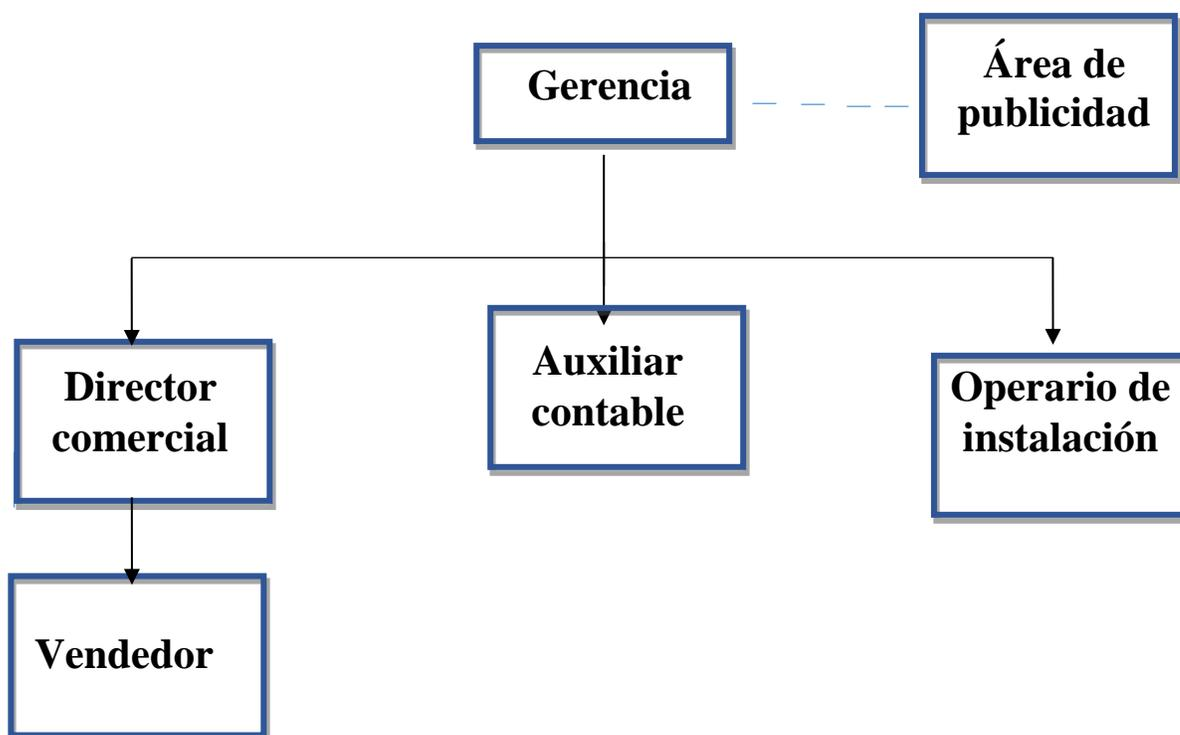 Gerencia
Área de
publicidad
Director
comercial
Auxiliar
contable
Operario de
instalación
Vendedor